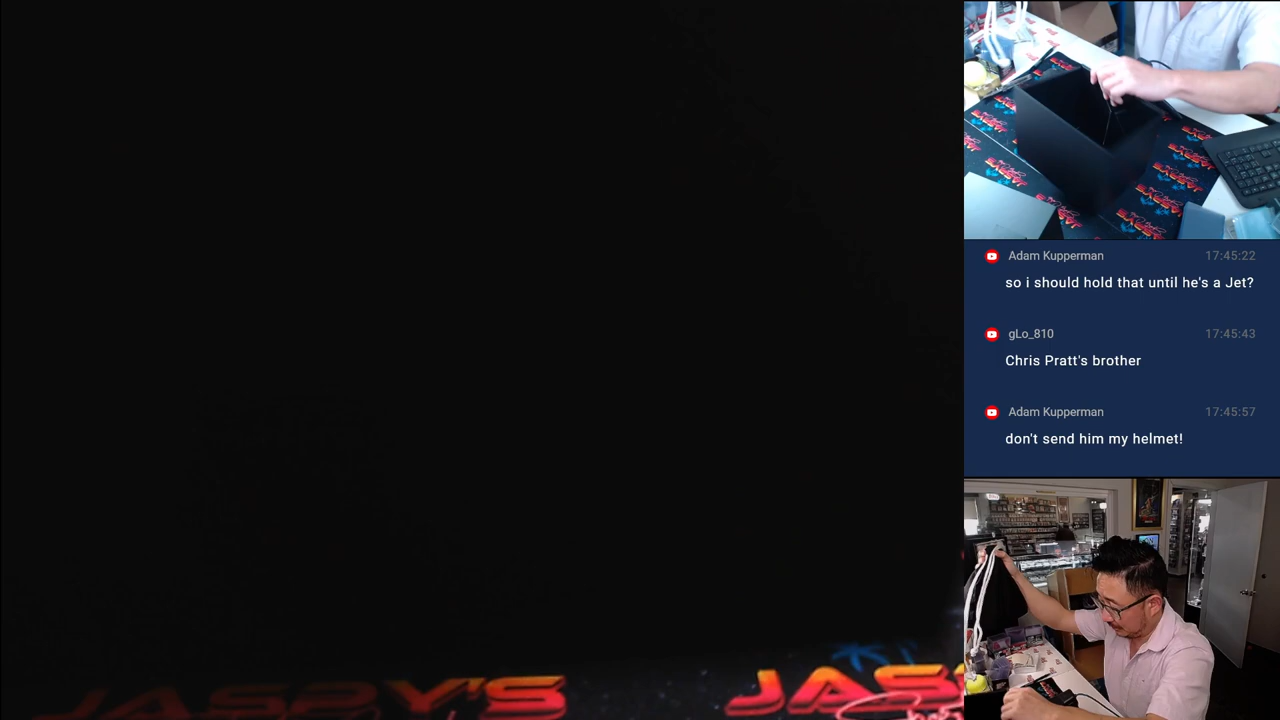 Adam Kupperman 17:45:22
so i should hold that until he's a Jet?
gLo_810 17:45:43
Chris Pratt's brother
Adam Kupperman 17:45:57
don't send him my helmet!
JASPY'S JAS